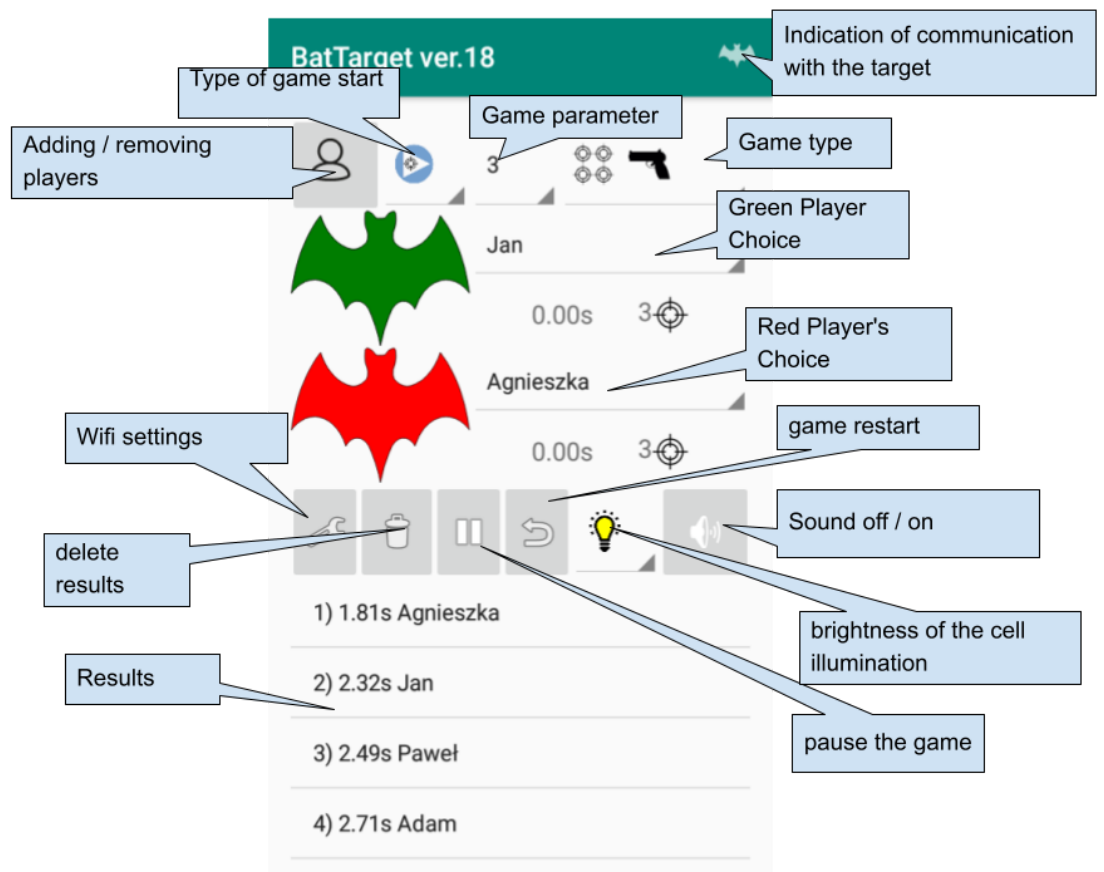 BatTarget ver.18
Indication of communication
with the target
Type of game start
Game parameter
Adding / removing
players
3
Game type
Green Player
Choice
Jan
0.00s
3
Red Player's
Choice
Agnieszka
0.00s
3
Wifi settings
game restart
Sound off / on
delete
results
1) 1.81s Agnieszka
brightness of the cell
illumination
Results
2) 2.32s Jan
pause the game
3) 2.49s Paweł
4) 2.71s Adam